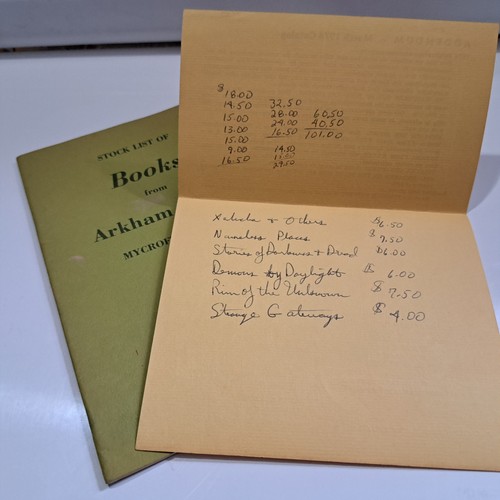 STOCK LIST OF
Books
from
Arkham
MYCROF
$
18.00
14.50 32.50
15.00 28.00 60.50
13.00 24.00 40.50
15.00 16.50 101.00
9.00 14.50
16.50
29.50
Xelucha & Others $6.50
Nameless Places $7.50
Stories of Darkness & Dread $6.00
Demons by Daylight $6.00
Rim of the Unknown $7.50
Strange Gateways $4.00